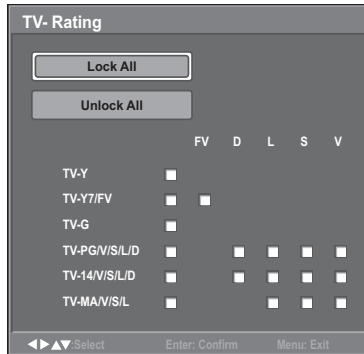 TV- Rating
Lock All
Unlock All
FV D L S V
TV-Y
TV-Y7/FV
TV-G
TV-PG/V/S/L/D
TV-14/V/S/L/D
TV-MA/V/S/L
:Select Enter: Confirm Menu: Exit